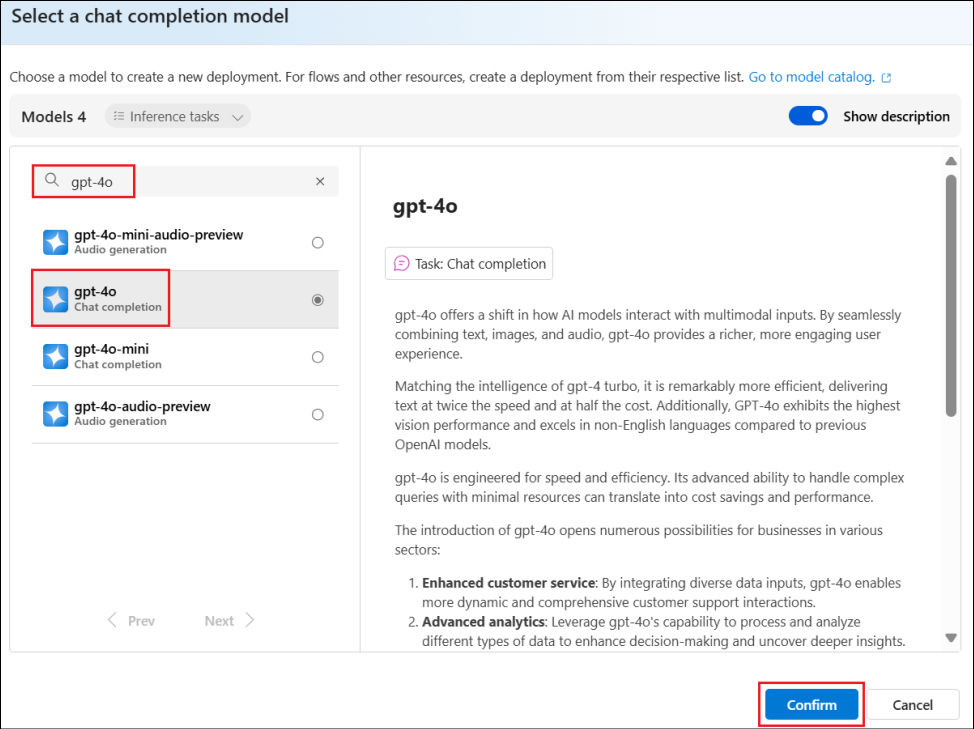 Select a chat completion model
Choose a model to create a new deployment. For flows and other resources, create a deployment from their respective list. Go to model catalog.
Models 4
Inference tasks
Show description
gpt-4o
gpt-4o-mini-audio-preview
Audio generation
gpt-4o
Chat completion
gpt-4o-mini
Chat completion
gpt-4o-audio-preview
Audio generation
Prev
Next
gpt-4o
Task: Chat completion
gpt-4o offers a shift in how AI models interact with multimodal inputs. By seamlessly
combining text, images, and audio, gpt-4o provides a richer, more engaging user
experience.
Matching the intelligence of gpt-4 turbo, it is remarkably more efficient, delivering
text at twice the speed and at half the cost. Additionally, GPT-4o exhibits the highest
vision performance and excels in non-English languages compared to previous
OpenAI models.
gpt-4o is engineered for speed and efficiency. Its advanced ability to handle complex
queries with minimal resources can translate into cost savings and performance.
The introduction of gpt-4o opens numerous possibilities for businesses in various
sectors:
1. Enhanced customer service: By integrating diverse data inputs, gpt-4o enables
more dynamic and comprehensive customer support interactions.
2. Advanced analytics: Leverage gpt-4o's capability to process and analyze
different types of data to enhance decision-making and uncover deeper insights.
Confirm
Cancel